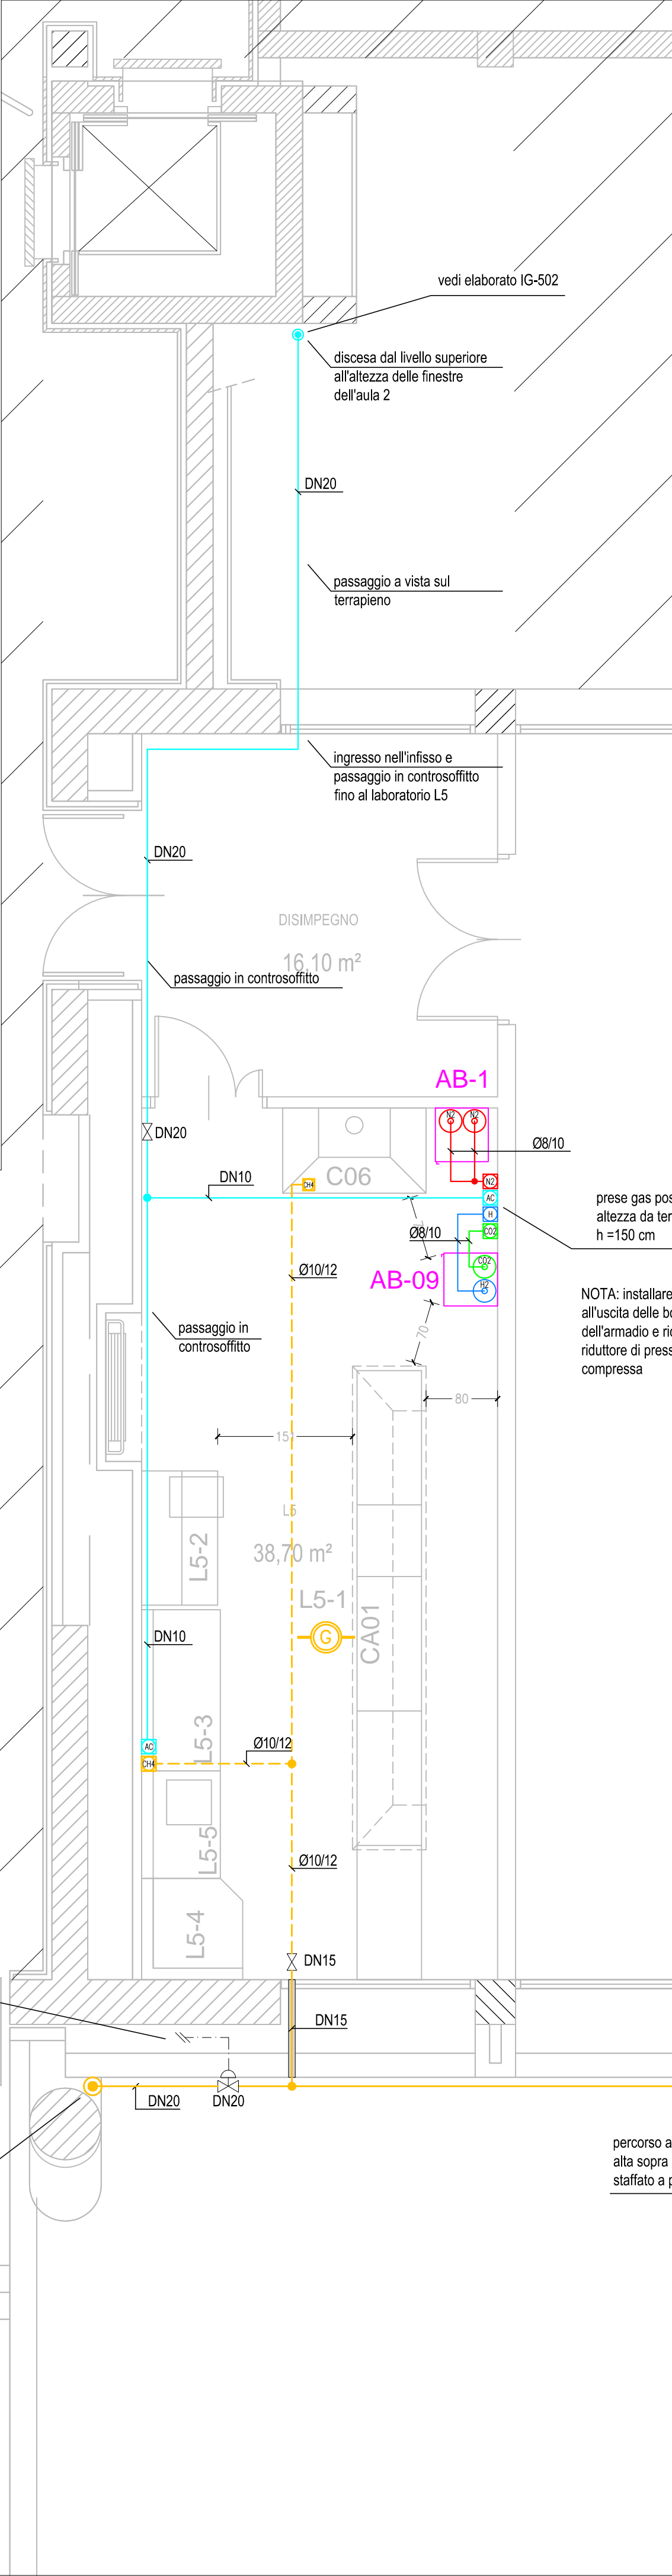 vedi elaborato IG-502
discesa dal livello superiore
all'altezza delle finestre
dell'aula 2
DN20
passaggio a vista sul
terrapieno
ingresso nell'infisso e
passaggio in controsoffitto
fino al laboratorio L5
DN20
DISIMPEGNO
16,10 m²
passaggio in controsoffitto
AB-1
N2
N2
DN20
Ø8/10
C06
CH4
DN10
N2
AC
H
CO2
prese gas pos
altezza da ter
h =150 cm
Ø8/10
CO2
H2
AB-09
Ø10/12
NOTA: installare
all'uscita delle bo
dell'armadio e rid
riduttore di press
compressa
passaggio in
controsoffitto
70
80
15
L5
38,70 m²
L5-2
L5-1
G
CA01
DN10
L5-3
AC
CH4
Ø10/12
L5-5
Ø10/12
L5-4
DN15
DN15
DN20
DN20
percorso a
alta sopra
staffato a p